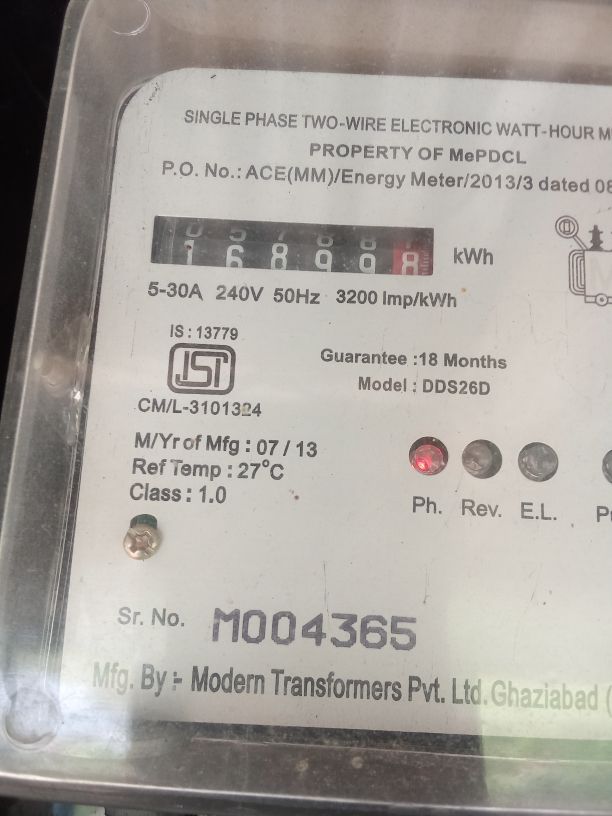 SINGLE PHASE TWO-WIRE ELECTRONIC WATT-HOUR
PROPERTY OF MePDCL
P.O. No.: ACE(MM)/Energy Meter/2013/3 dated 08
16898 8 kWh
5-30A 240V 50Hz 3200 Imp/kWh
IS : 13779
ISI
CM/L-3101324
Guarantee :18 Months
Model : DDS26D
M/Yr of Mfg : 07 / 13
Ref Temp : 27°C
Class : 1.0
Ph. Rev. E.L.
Sr. No. M004365
Mfg. By :- Modern Transformers Pvt. Ltd. Ghaziabad (